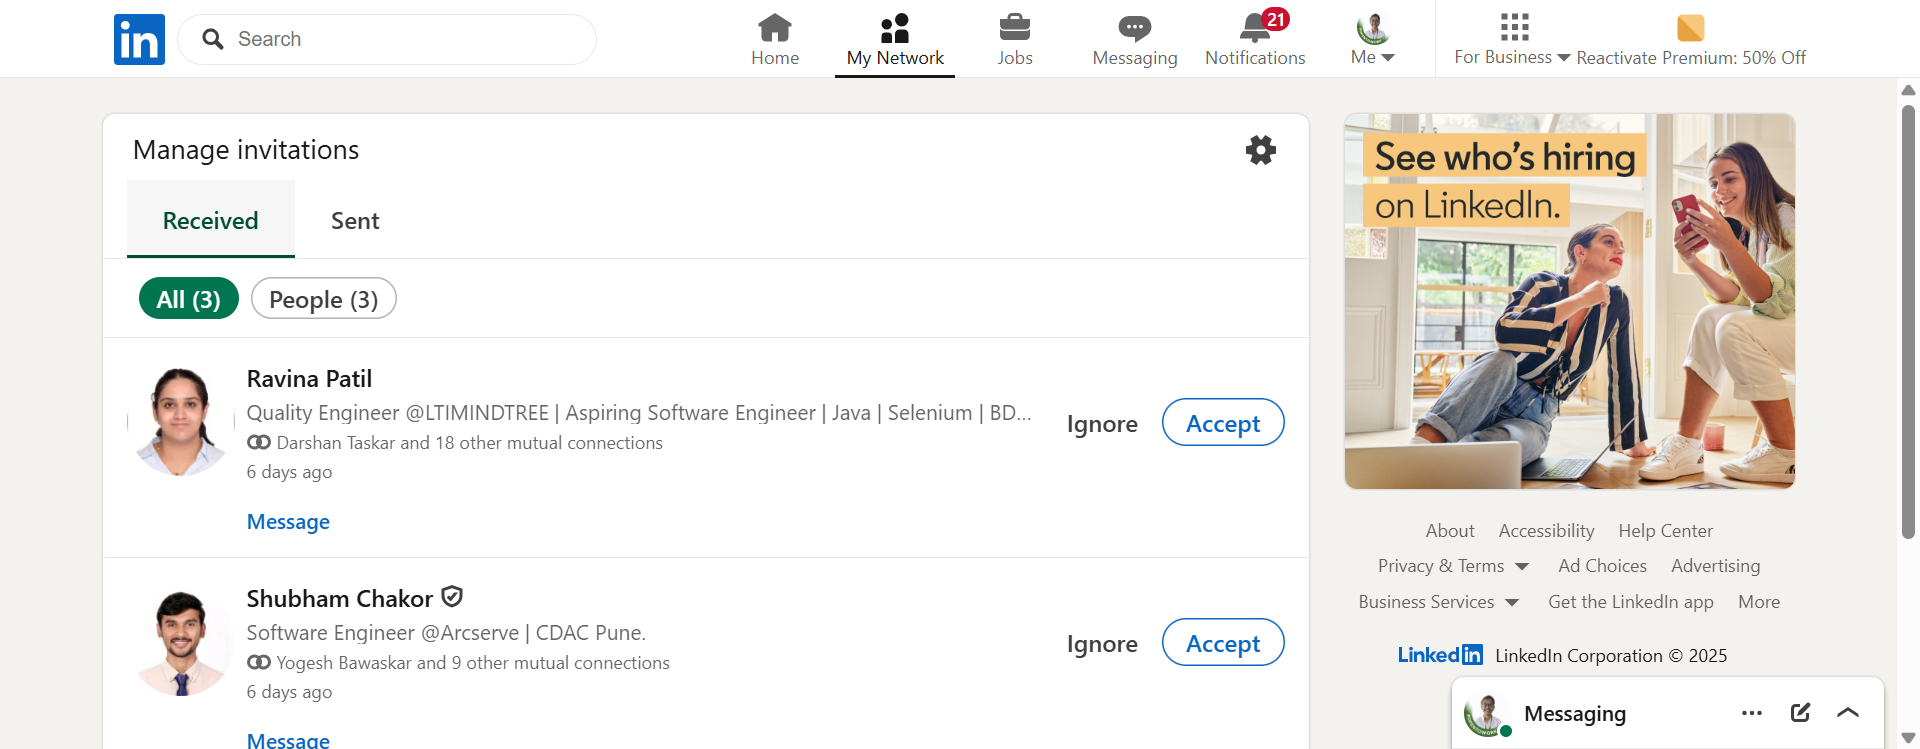 in
Search
Home
My Network
Jobs
Messaging
21
Notifications
Me
For Business
Reactivate Premium: 50% Off
Manage invitations
Received
Sent
All (3)
People (3)
Ravina Patil
Quality Engineer @LTIMINDTREE | Aspiring Software Engineer | Java | Selenium | BD...
Darshan Taskar and 18 other mutual connections
6 days ago
Ignore
Accept
Message
Shubham Chakor
Software Engineer @Arcserve | CDAC Pune.
Yogesh Bawaskar and 9 other mutual connections
6 days ago
Ignore
Accept
Message
See who's hiring
on LinkedIn.
About Accessibility Help Center
Privacy & Terms Ad Choices Advertising
Business Services Get the LinkedIn app More
LinkedIn LinkedIn Corporation © 2025
Messaging